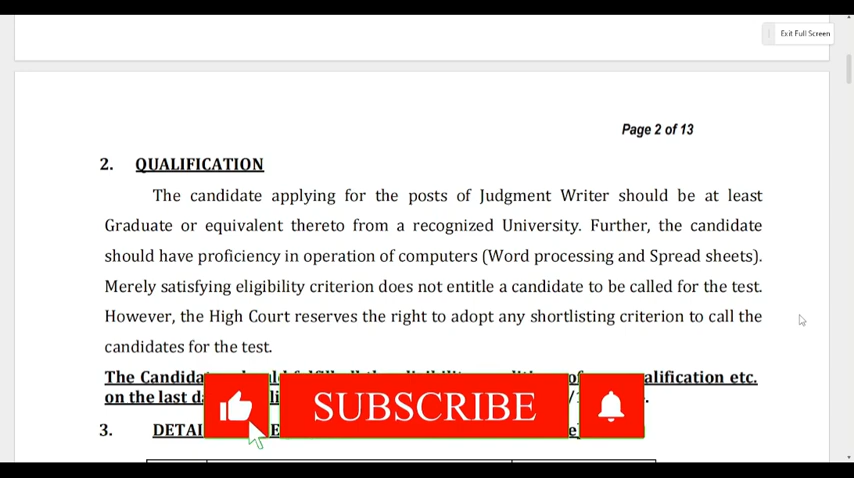 Exit Full Screen
Page 2 of 13
2. QUALIFICATION
The candidate applying for the posts of Judgment Writer should be at least
Graduate or equivalent thereto from a recognized University. Further, the candidate
should have proficiency in operation of computers (Word processing and Spread sheets).
Merely satisfying eligibility criterion does not entitle a candidate to be called for the test.
However, the High Court reserves the right to adopt any shortlisting criterion to call the
candidates for the test.
The
etc.
on the last
SUBSCRIBE
3.